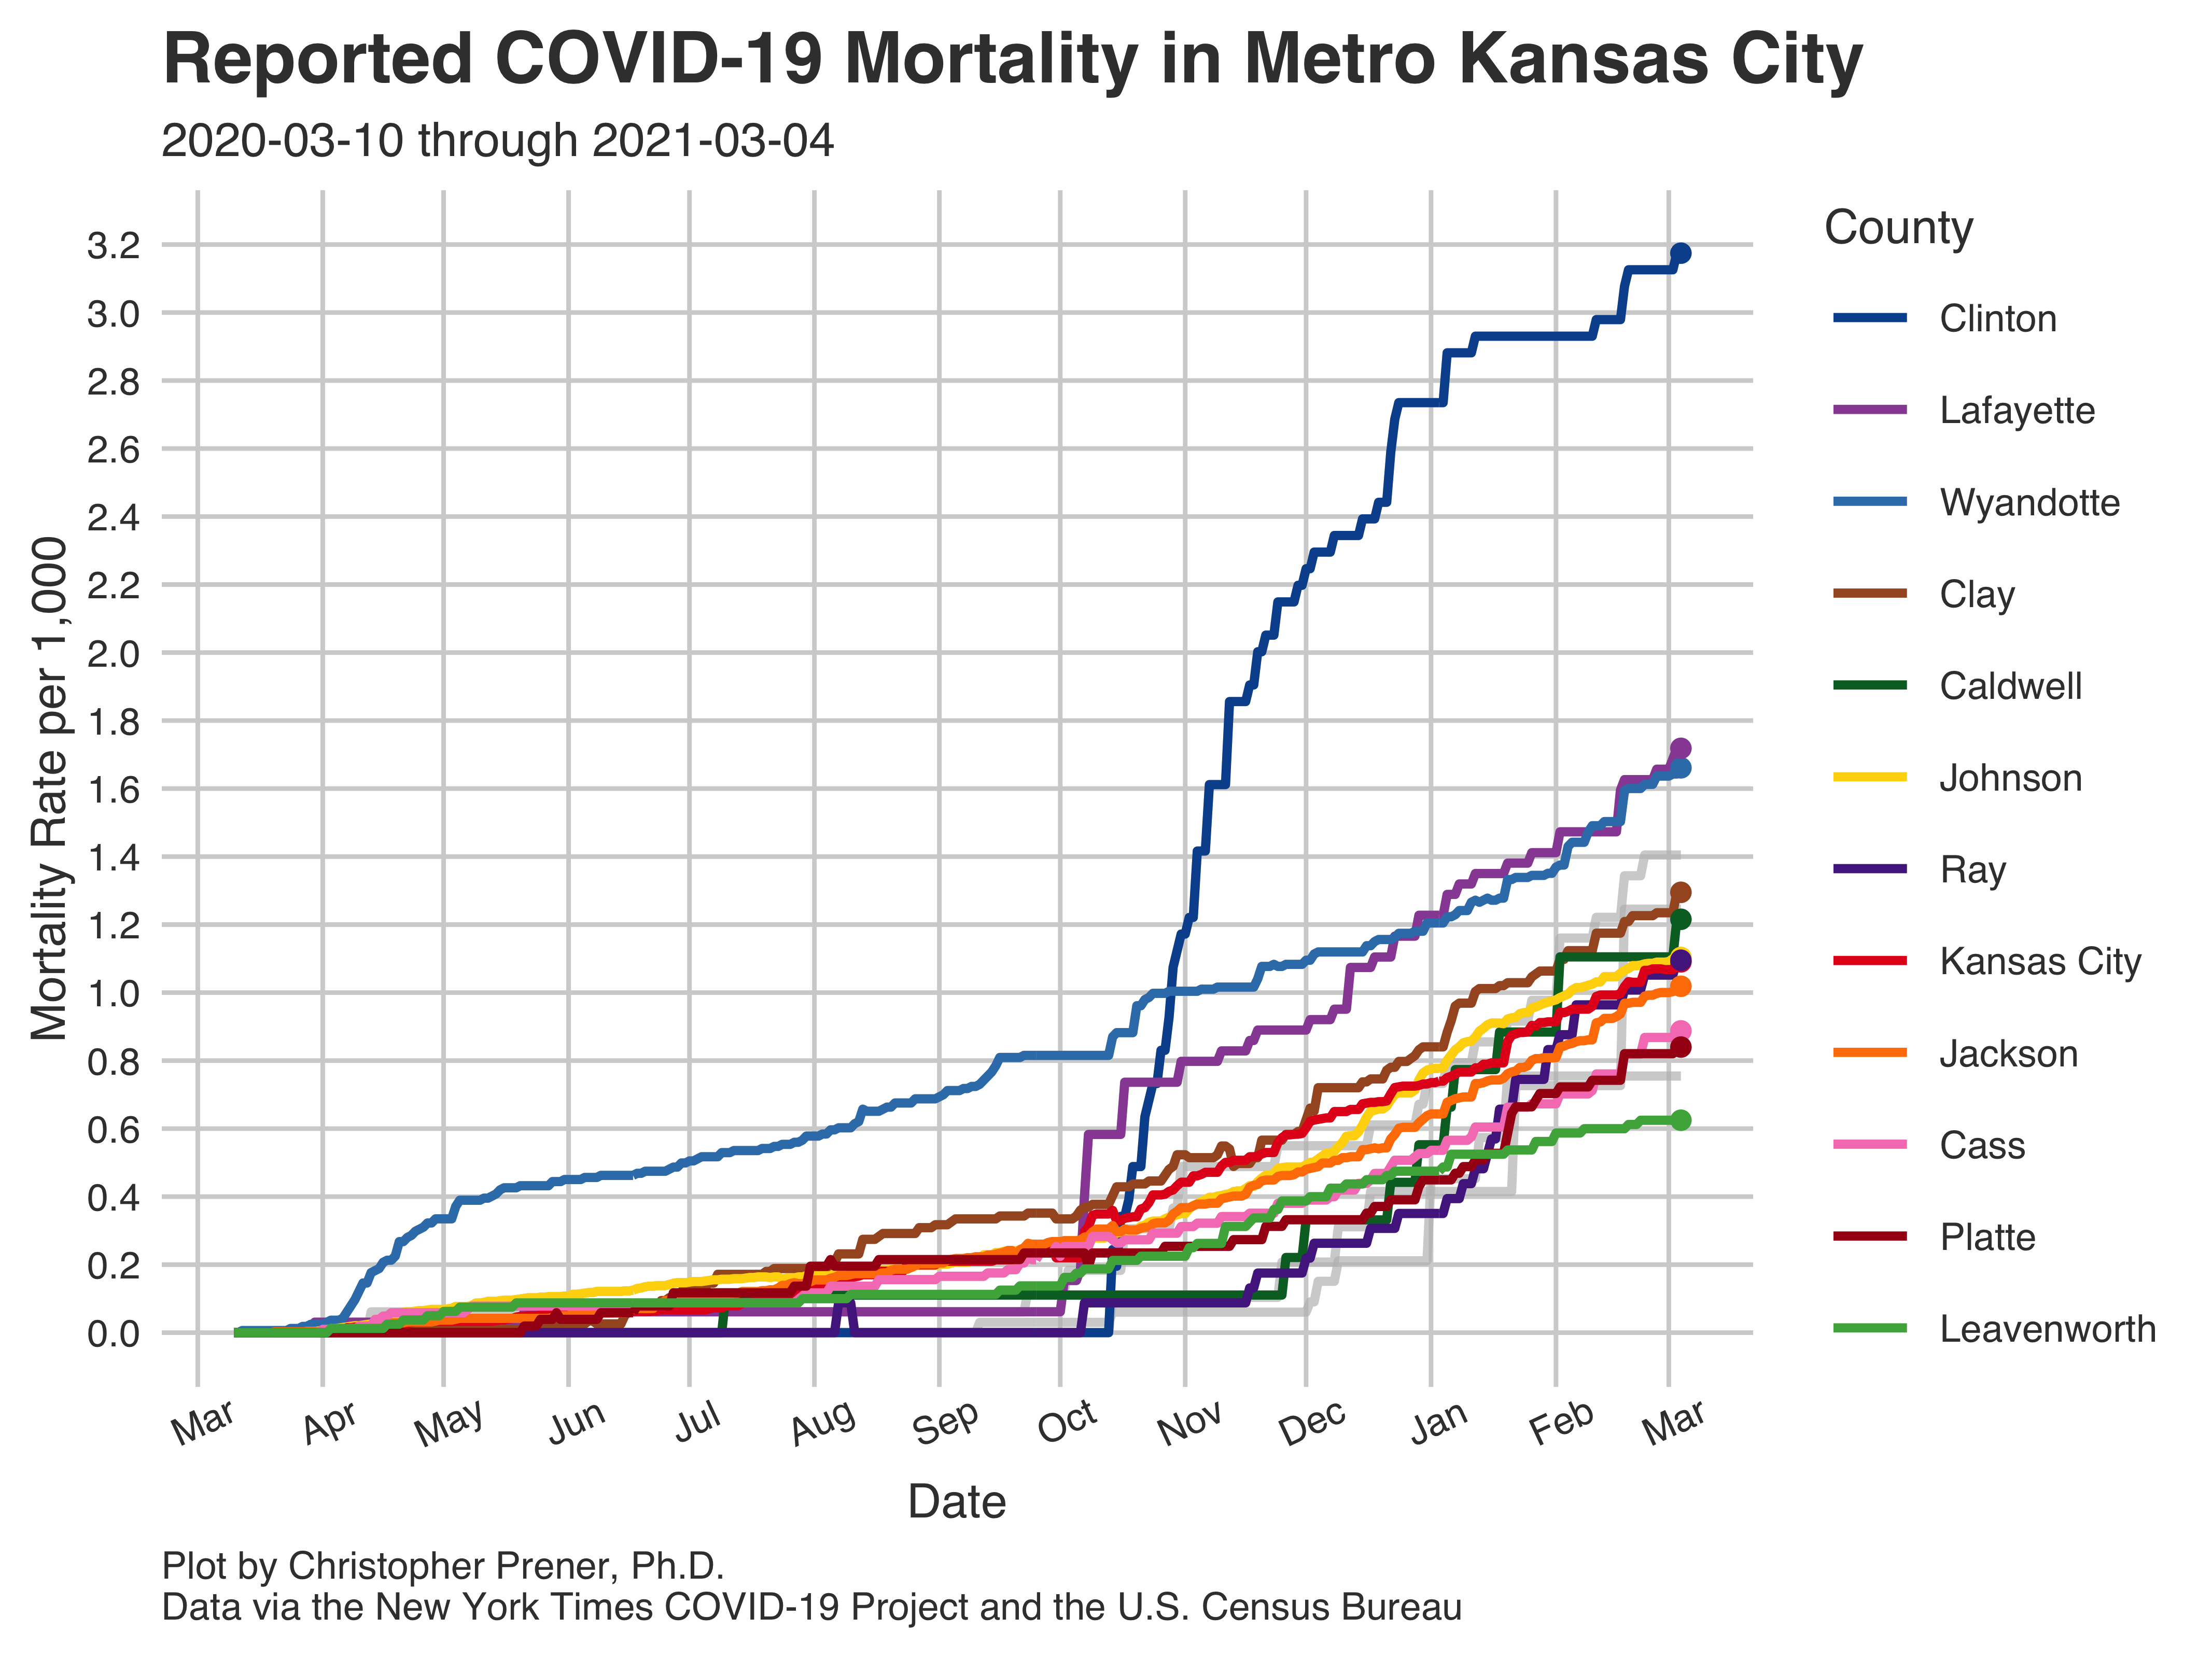 Reported COVID-19 Mortality in Metro Kansas City
2020-03-10 through 2021-03-04
Mortality Rate per 1,000
3.2
3.0
2.8
2.6
2.4
2.2
2.0
1.8
1.6
1.4
1.2
1.0
0.8
0.6
0.4
0.2
0.0
Mar
Apr
May
Jun
Jul
Aug
Sep
Oct
Nov
Dec
Jan
Feb
Mar
Date
County
Clinton
Lafayette
Wyandotte
Clay
Caldwell
Johnson
Ray
Kansas City
Jackson
Cass
Platte
Leavenworth
Plot by Christopher Prener, Ph.D.
Data via the New York Times COVID-19 Project and the U.S. Census Bureau